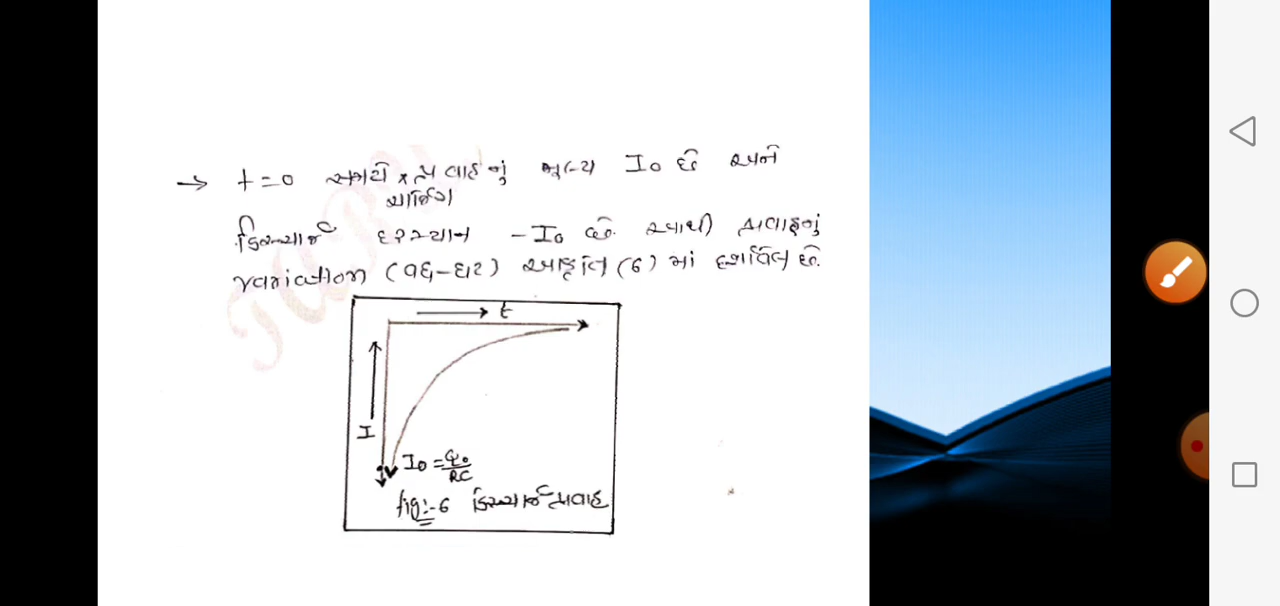 → t=0 સમયે પ્રવાહનું મૂલ્ય I0 છે અને
ચાર્જિંગ
ડિસ્ચાર્જ દરમ્યાન -I0 છે. આથી પ્રવાહનું
variation (વધ-ઘટ) આકૃતિ (6) માં દર્શાવેલ છે.
→ t
I
I0 = q0/RC
fig:-6 ડિસ્ચાર્જ પ્રવાહ